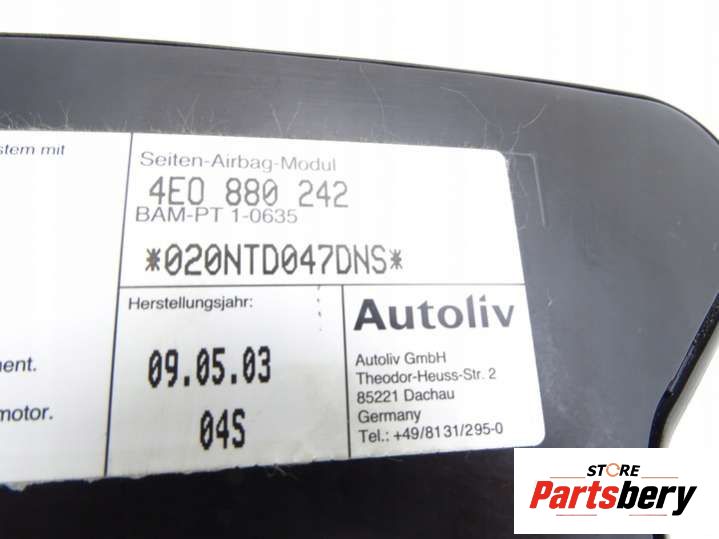 stem mit
ment.
motor.
Seiten-Airbag-Modul
4E0 880 242
BAM-PT 1-0635
*020NTD047DNS*
Herstellungsjahr:
09.05.03
04S
Autoliv
Autoliv GmbH
Theodor-Heuss-Str. 2
85221 Dachau
Germany
Tel.: +49/8131/295-0
STORE
Partsbery